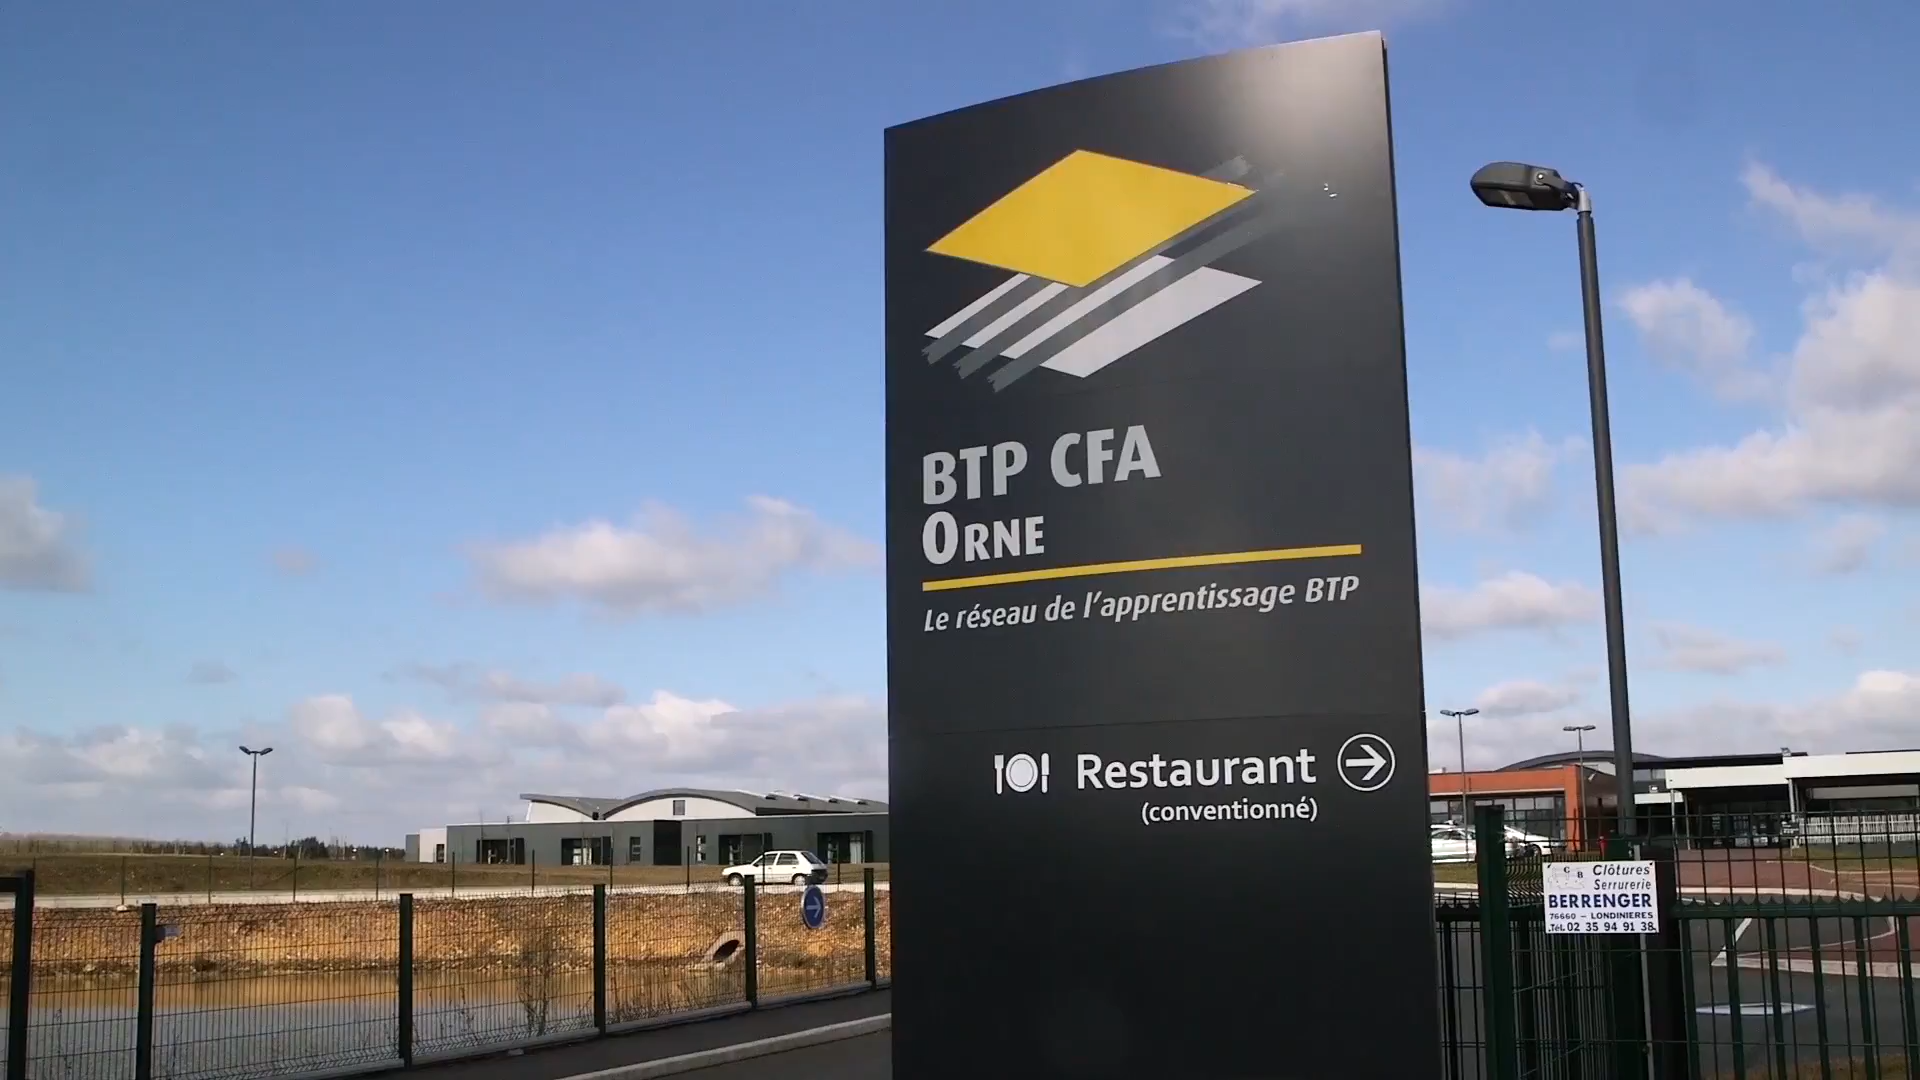 BTP CFA
ORNE
Le réseau de l'apprentissage BTP
Restaurant
(conventionné)
C B Clôtures
Serrurerie
BERRENGER
76660 - LONDINIERES
Tél. 02 35 94 91 38